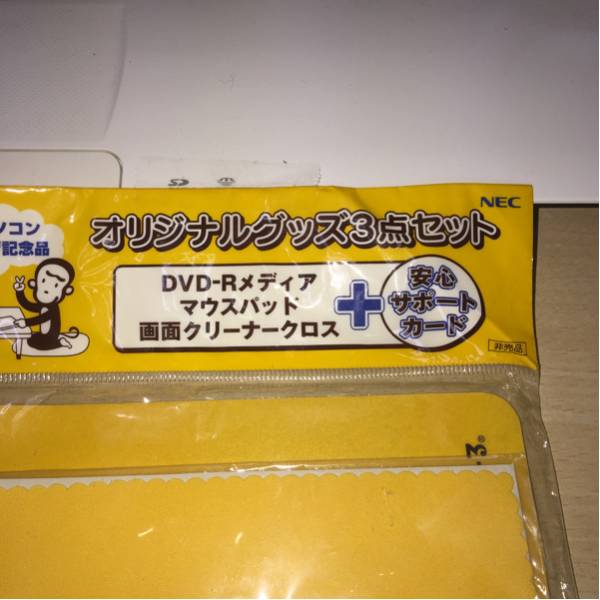 NEC
ソコン
記念品
オリジナルグッズ3点セット
DVD-Rメディア
マウスパッド
画面クリーナークロス
+
安心
サポート
カード
非売品